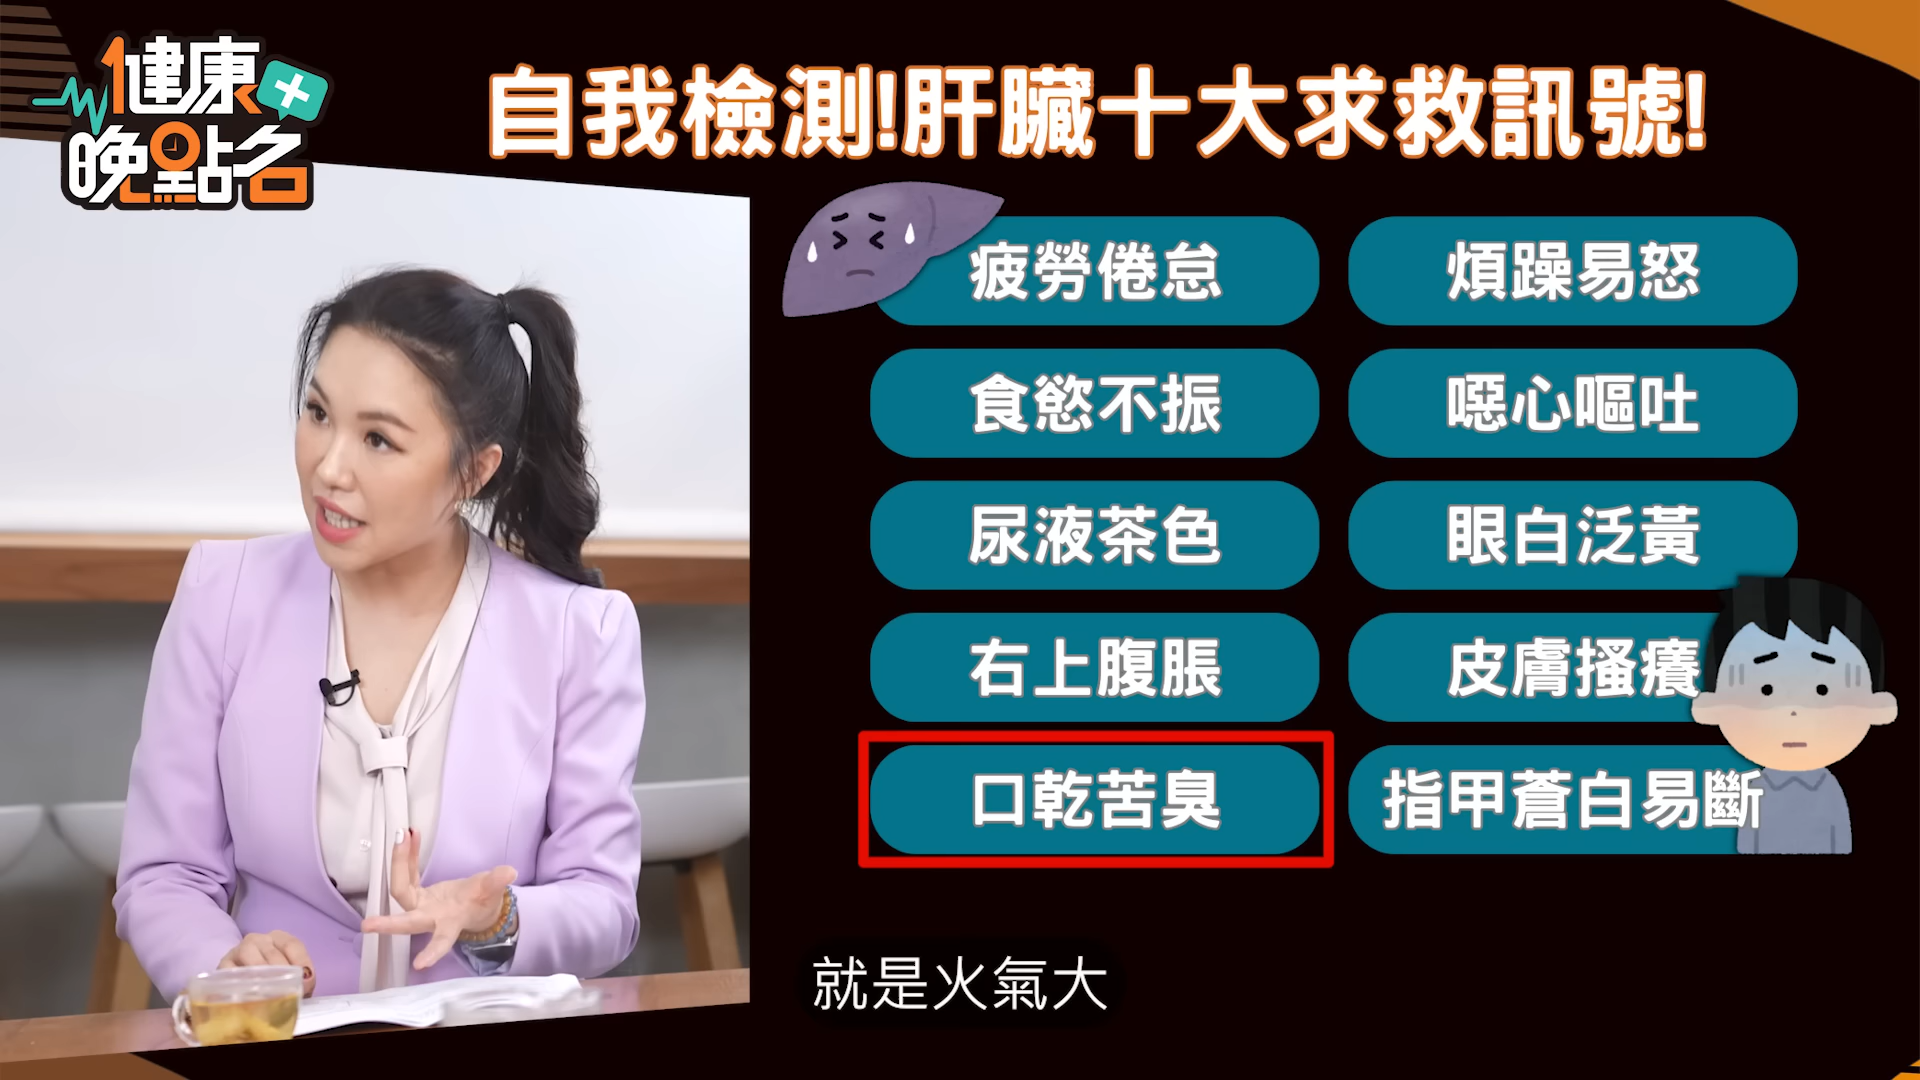 健康
晚點名
自我檢測!肝臟十大求救訊號!
疲勞倦怠
煩躁易怒
食慾不振
噁心嘔吐
尿液茶色
眼白泛黃
右上腹脹
皮膚搔癢
口乾苦臭
指甲蒼白易斷
就是火氣大